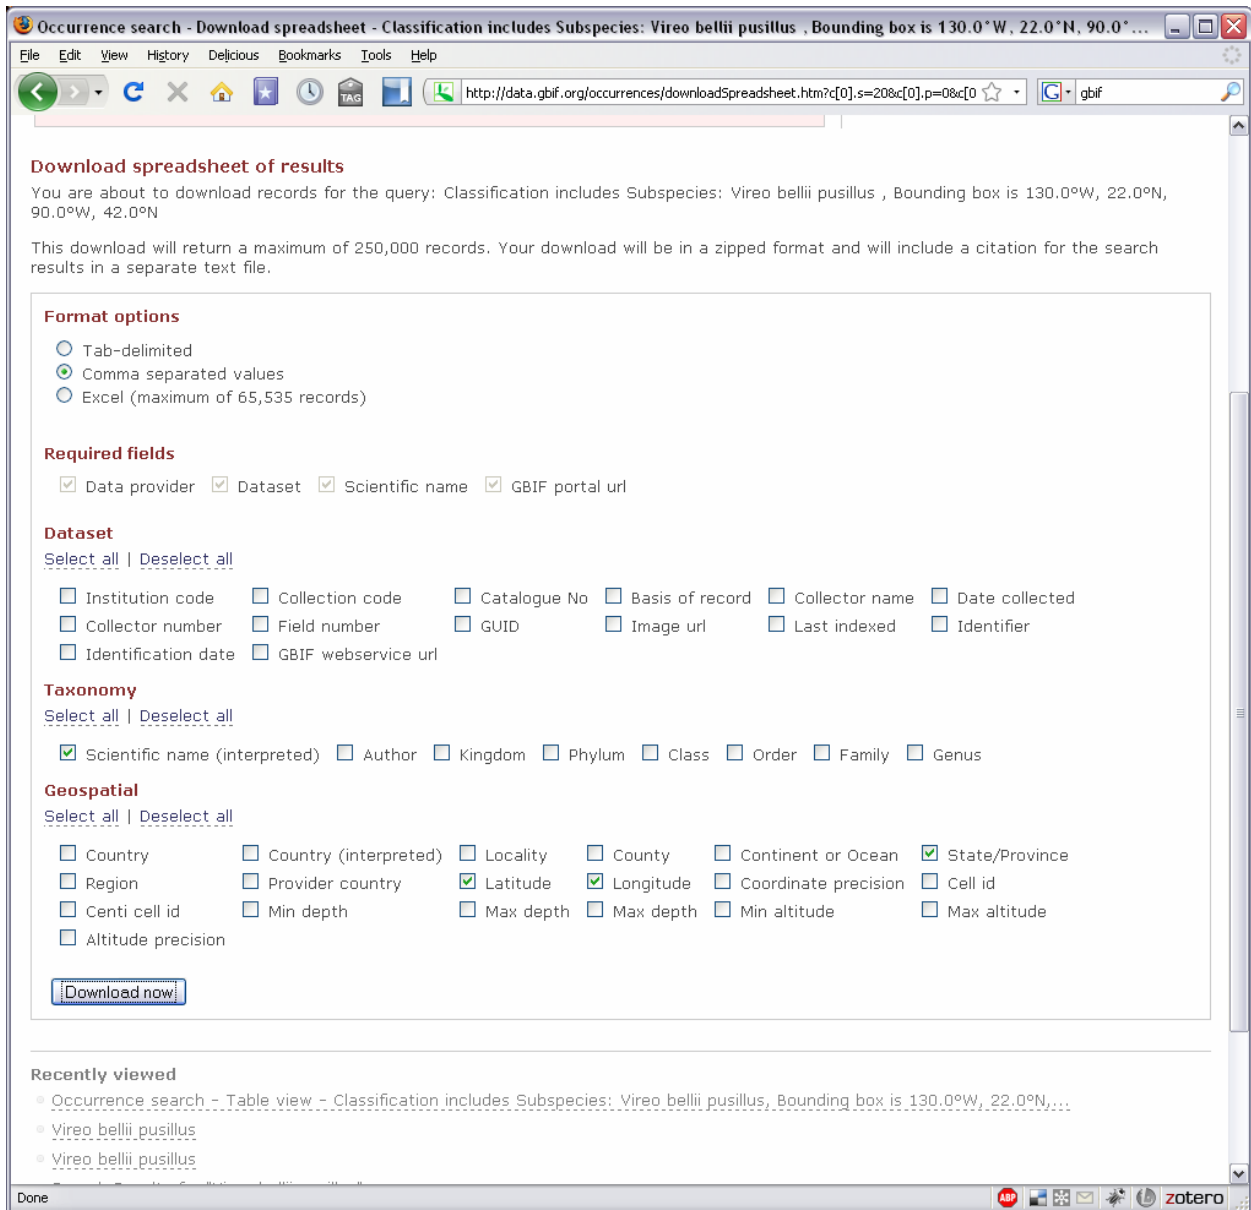 Occurrence search - Download spreadsheet - Classification includes Subspecies: Vireo bellii pusillus , Bounding box is 130.0°W, 22.0°N, 90.0°...
File Edit View History Delicious Bookmarks Tools Help
TAG http://data.gbif.org/occurrences/downloadSpreadsheet.htm?c[0].s=20&c[0].p=0&c[0 G gbif
Download spreadsheet of results
You are about to download records for the query: Classification includes Subspecies: Vireo bellii pusillus , Bounding box is 130.0°W, 22.0°N,
90.0°W, 42.0°N
This download will return a maximum of 250,000 records. Your download will be in a zipped format and will include a citation for the search
results in a separate text file.
Format options
Tab-delimited
Comma separated values
Excel (maximum of 65,535 records)
Required fields
Data provider Dataset Scientific name GBIF portal url
Dataset
Select all | Deselect all
Institution code Collection code Catalogue No Basis of record Collector name Date collected
Collector number Field number GUID Image url Last indexed Identifier
Identification date GBIF webservice url
Taxonomy
Select all | Deselect all
Scientific name (interpreted) Author Kingdom Phylum Class Order Family Genus
Geospatial
Select all | Deselect all
Country Country (interpreted) Locality County Continent or Ocean State/Province
Region Provider country Latitude Longitude Coordinate precision Cell id
Centi cell id Min depth Max depth Max depth Min altitude Max altitude
Altitude precision
Download now
Recently viewed
Occurrence search - Table view - Classification includes Subspecies: Vireo bellii pusillus, Bounding box is 130.0°W, 22.0°N,...
Vireo bellii pusillus
Vireo bellii pusillus
Done ABP zotero